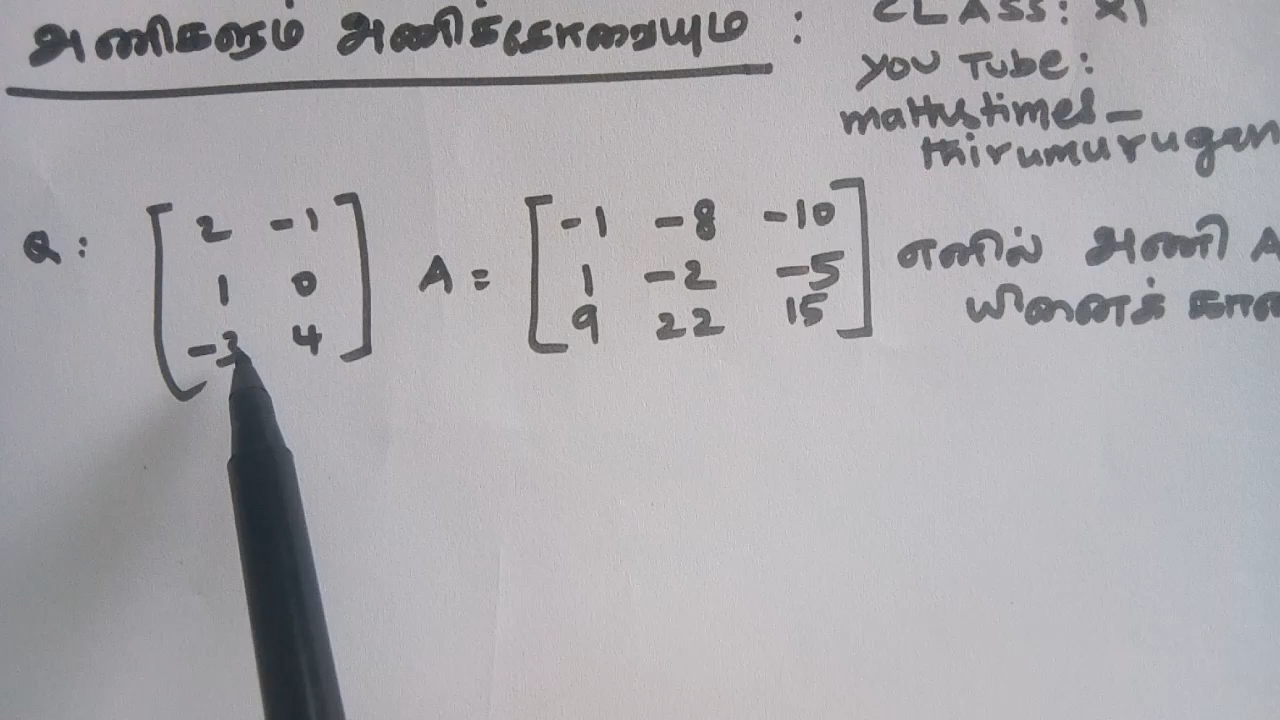 அணிகளும் அணிக்கோவையும் : CLASS: XI
YOU TUBE:
mathstimes_
thirumurugan
Q: [ 2 -1 ] A = [ -1 -8 -10 ] எனில் அணி A
[ 1 0 ] [ 1 -2 -5 ] யினைக்
[ -3 4 ] [ 9 22 15 ]